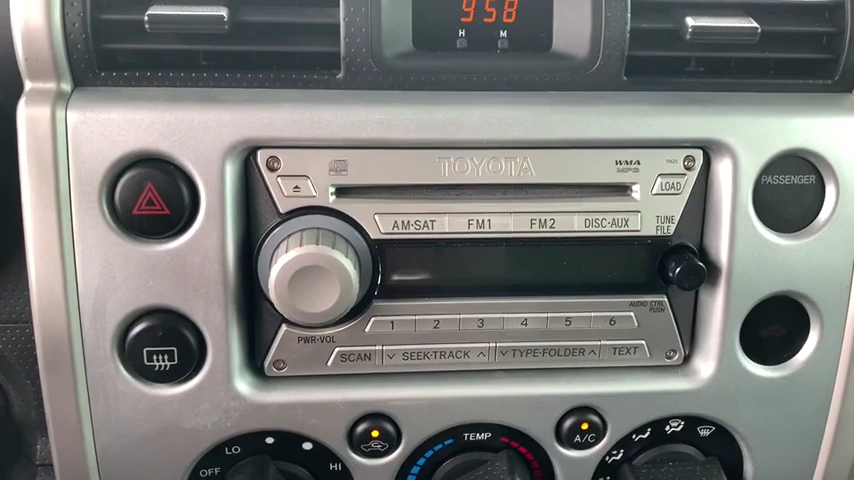 958
H M
TOYOTA
WMA
MP3
11825
LOAD
PASSENGER
AM·SAT FM1 FM2 DISC·AUX
TUNE
FILE
AUDIO CTRL
PUSH
1 2 3 4 5 6
PWR·VOL
SCAN SEEK·TRACK TYPE·FOLDER TEXT
TEMP
A/C
LO
OFF HI